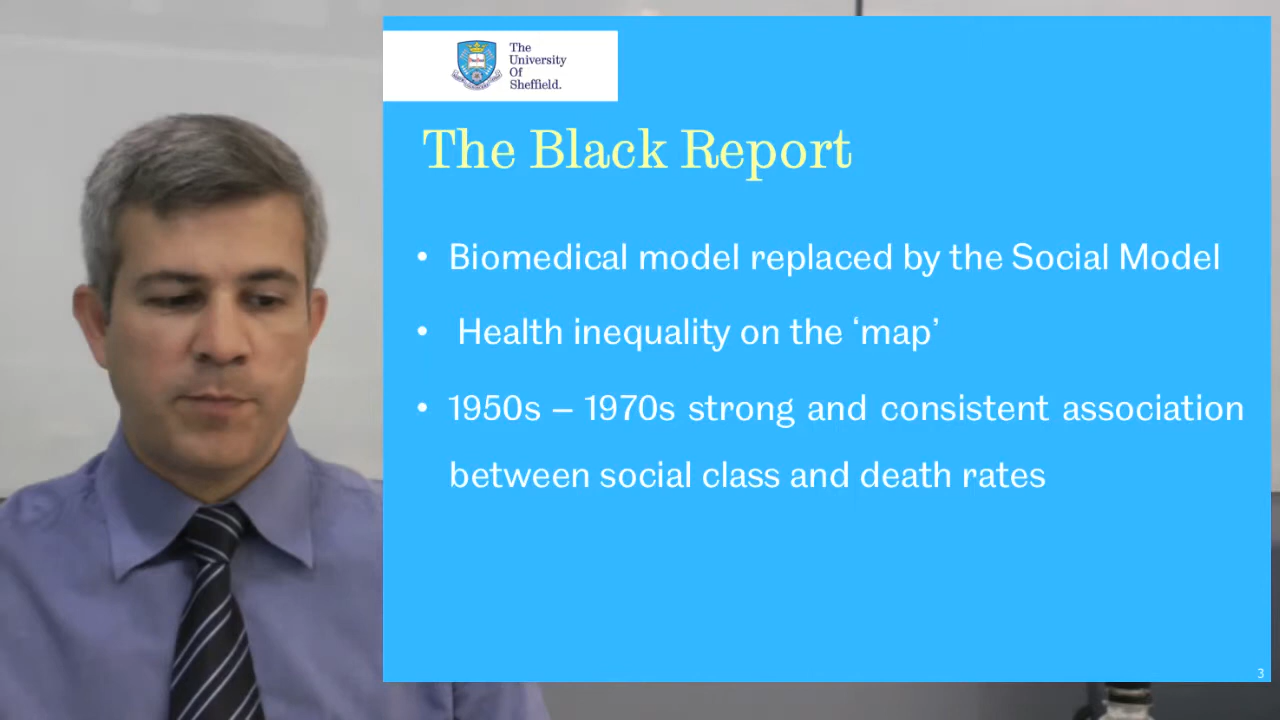 The
University
Of
Sheffield.
The Black Report
• Biomedical model replaced by the Social Model
• Health inequality on the ‘map’
• 1950s – 1970s strong and consistent association
between social class and death rates
3